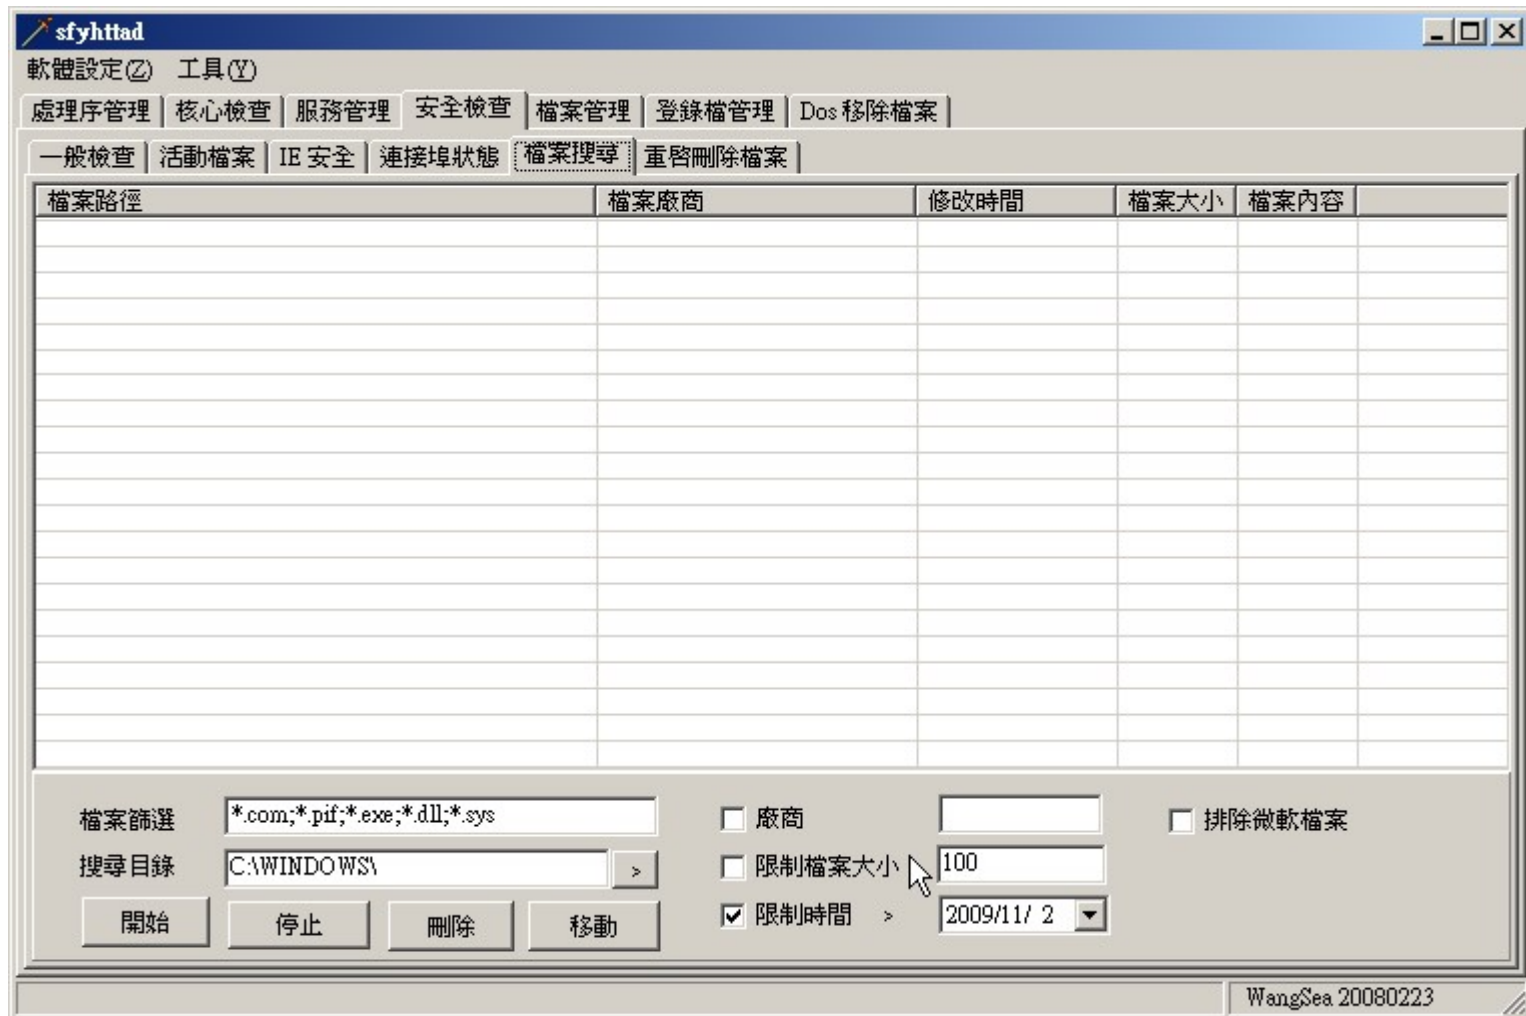 sfyhttad
軟體設定(Z) 工具(Y)
處理序管理 核心檢查 服務管理 安全檢查 檔案管理 登錄檔管理 Dos 移除檔案
一般檢查 活動檔案 IE 安全 連接埠狀態 檔案搜尋 重啓刪除檔案
檔案路徑 檔案廠商 修改時間 檔案大小 檔案內容
檔案篩選 *.com;*.pif;*.exe;*.dll;*.sys 廠商 排除微軟檔案
搜尋目錄 C:\WINDOWS\ > 限制檔案大小 100
開始 停止 刪除 移動 限制時間 > 2009/11/ 2
WangSea 20080223